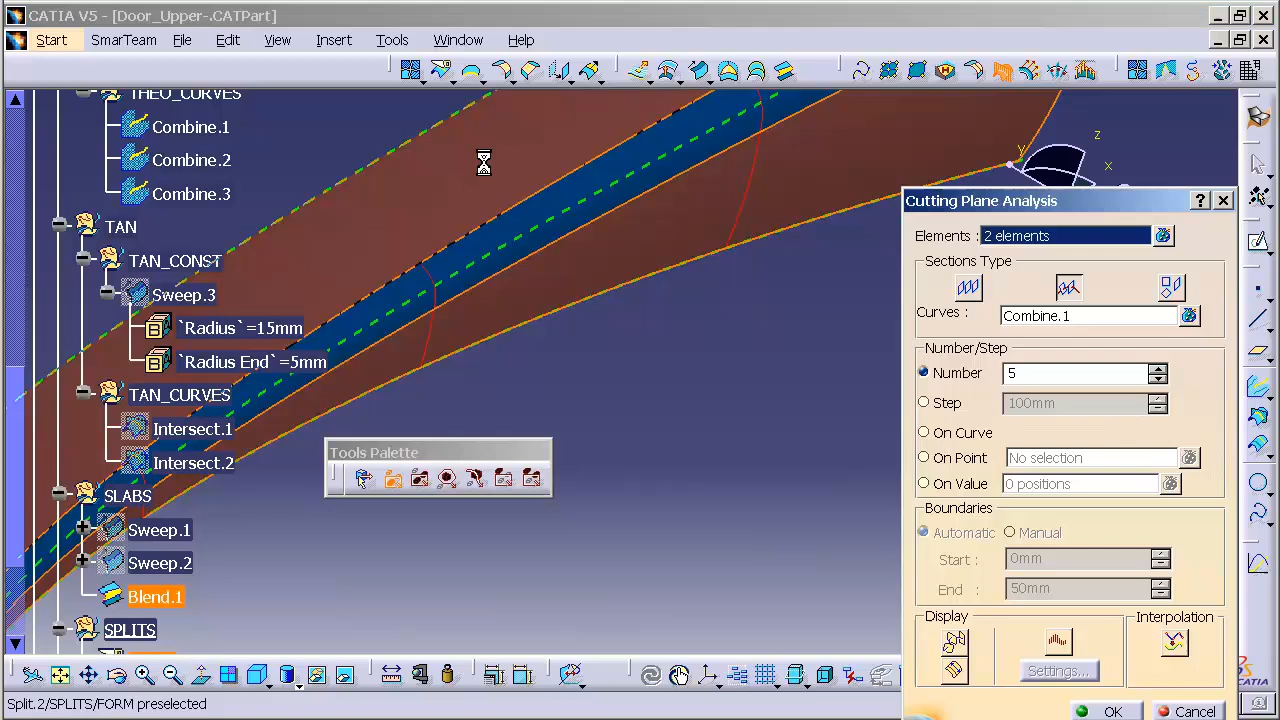 CATIA V5 - [Door_Upper-.CATPart]
Start SmarTeam File Edit View Insert Tools Window Help
THEO_CURVES
Combine.1
Combine.2
Combine.3
TAN
TAN_CONST
Sweep.3
`Radius`=15mm
`Radius End`=5mm
TAN_CURVES
Intersect.1
Intersect.2
SLABS
Sweep.1
Sweep.2
Blend.1
SPLITS
z
y
x
Tools Palette
Cutting Plane Analysis ?
Elements : 2 elements
Sections Type
Curves : Combine.1
Number/Step
Number 5
Step 100mm
On Curve
On Point No selection
On Value 0 positions
Boundaries
Automatic Manual
Start : 0mm
End : 50mm
Display
Interpolation
Settings...
OK Cancel
CATIA
Split.2/SPLITS/FORM preselected